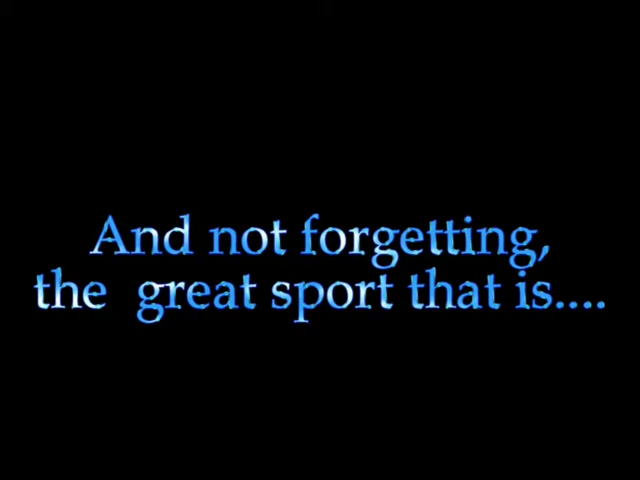 And not forgetting,
the  great sport that is....